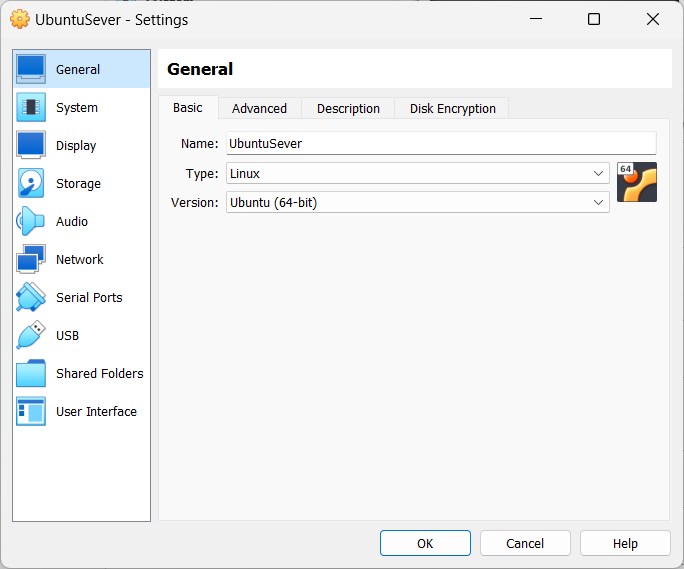 UbuntuSever - Settings
General
System
Display
Storage
Audio
Network
Serial Ports
USB
Shared Folders
User Interface
General
Basic Advanced Description Disk Encryption
Name: UbuntuSever
Type: Linux
64
Version: Ubuntu (64-bit)
OK Cancel Help